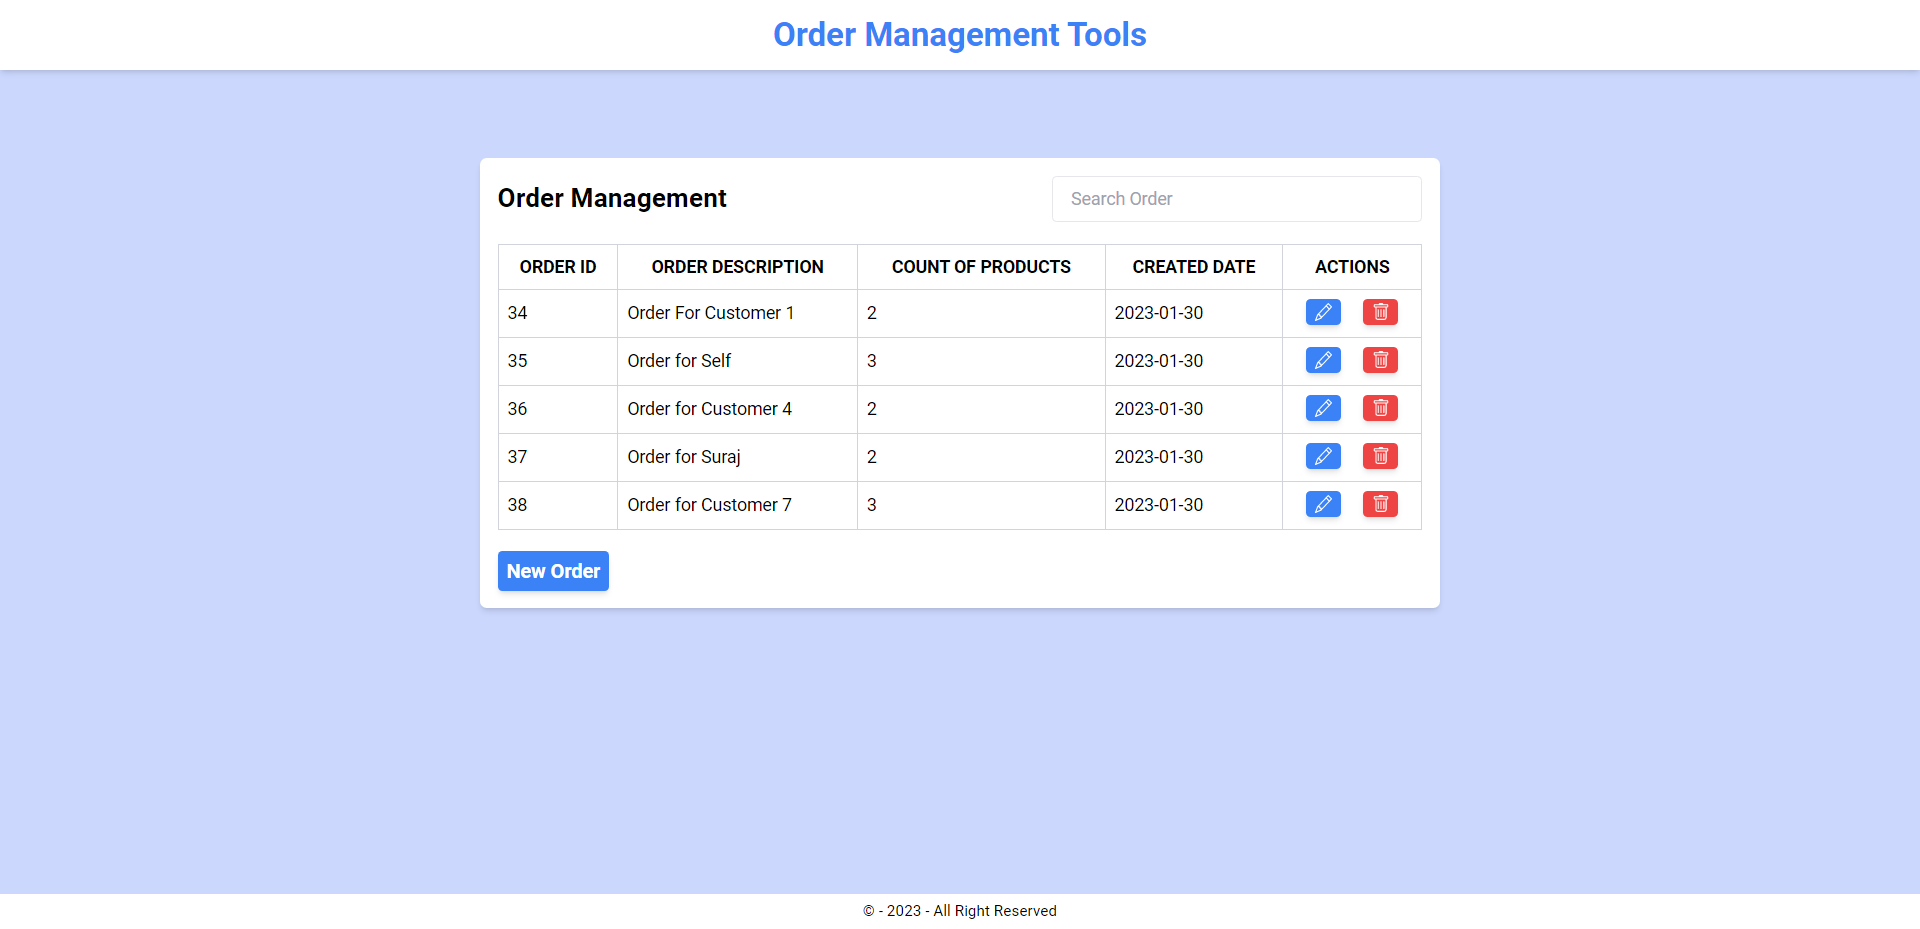 Order Management Tools
Order Management
Search Order
ORDER ID ORDER DESCRIPTION COUNT OF PRODUCTS CREATED DATE ACTIONS
34 Order For Customer 1 2 2023-01-30
35 Order for Self 3 2023-01-30
36 Order for Customer 4 2 2023-01-30
37 Order for Suraj 2 2023-01-30
38 Order for Customer 7 3 2023-01-30
New Order
© - 2023 - All Right Reserved